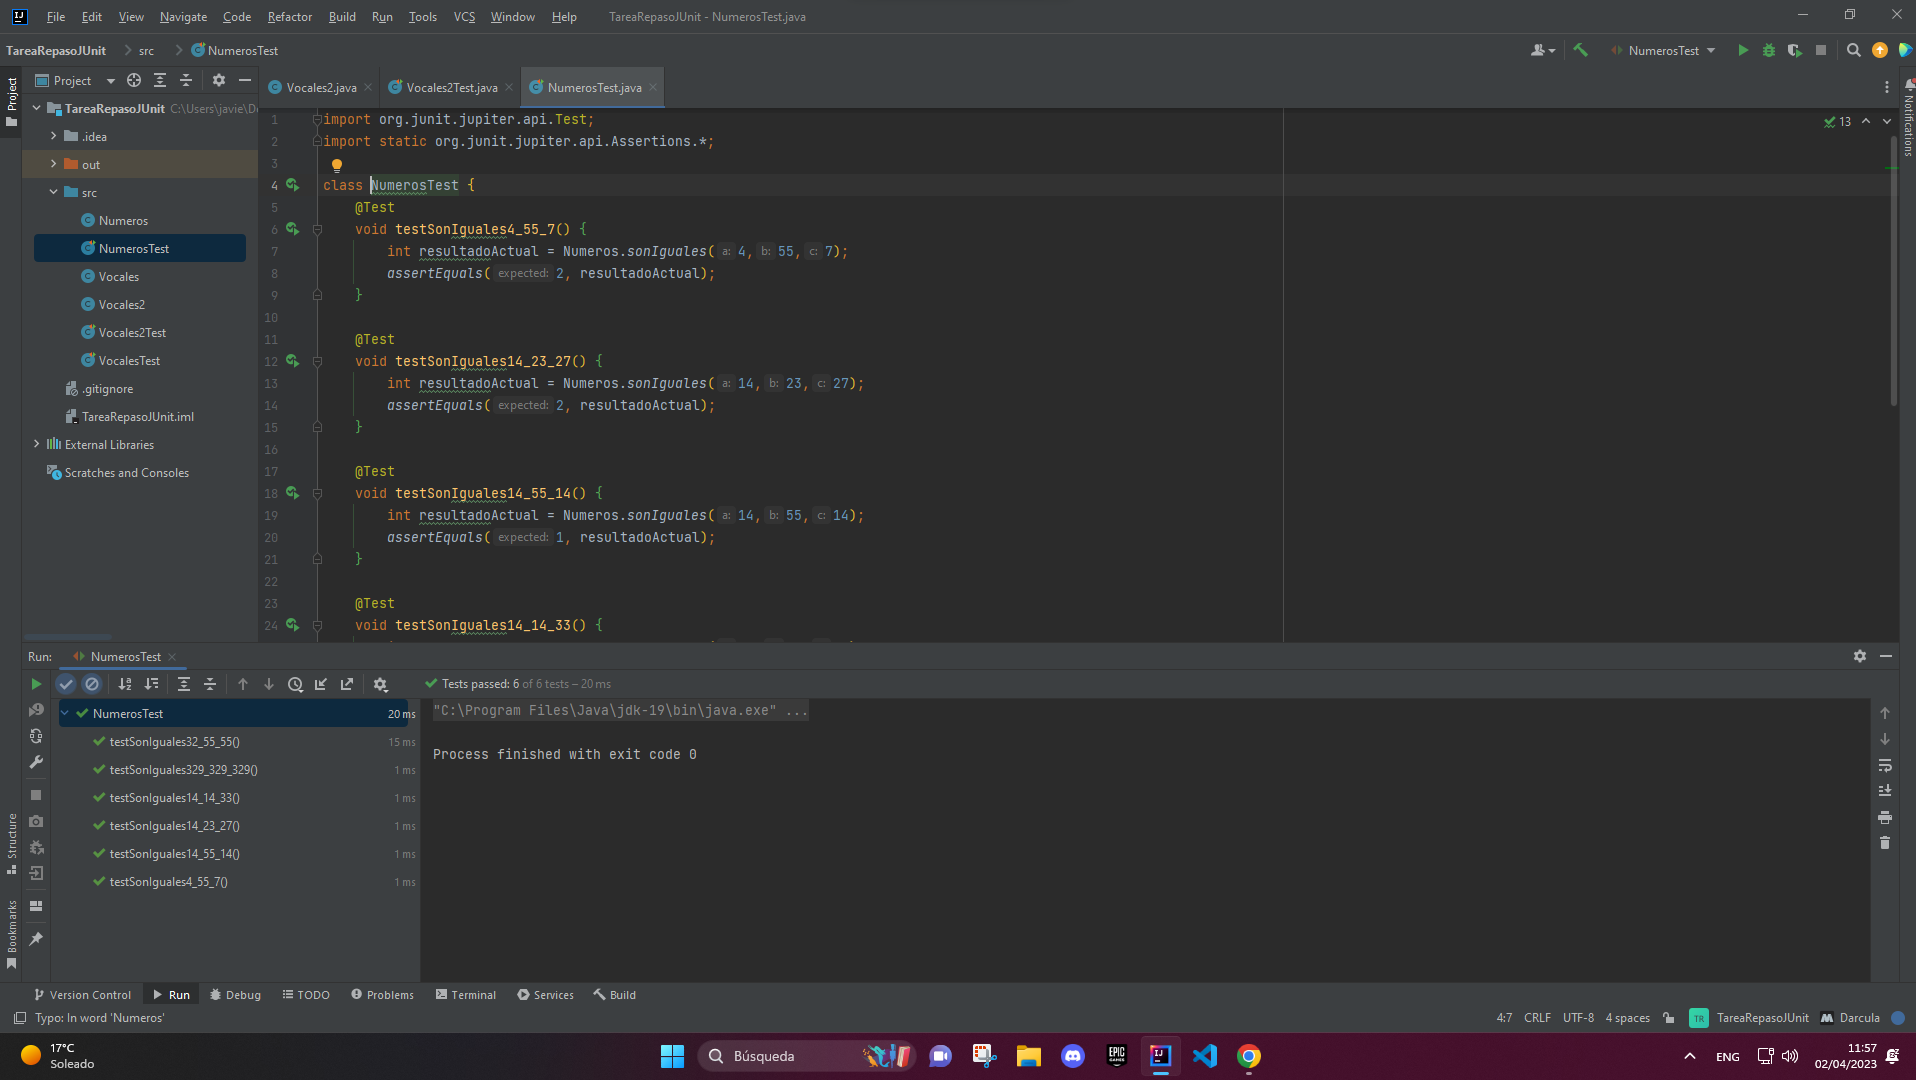 File Edit View Navigate Code Refactor Build Run Tools VCS Window Help TareaRepasoJUnit - NumerosTest.java
TareaRepasoJUnit src NumerosTest
NumerosTest
Project
Vocales2.java Vocales2Test.java NumerosTest.java
Project
Notifications
TareaRepasoJUnit C:\Users\javie\D
.idea
out
src
Numeros
NumerosTest
Vocales
Vocales2
Vocales2Test
VocalesTest
.gitignore
TareaRepasoJUnit.iml
External Libraries
Scratches and Consoles
13
1 import org.junit.jupiter.api.Test;
2 import static org.junit.jupiter.api.Assertions.*;
3
4 class NumerosTest {
5 @Test
6 void testSonIguales4_55_7() {
7 int resultadoActual = Numeros.sonIguales( a: 4, b: 55, c: 7);
8 assertEquals( expected: 2, resultadoActual);
9 }
10
11 @Test
12 void testSonIguales14_23_27() {
13 int resultadoActual = Numeros.sonIguales( a: 14, b: 23, c: 27);
14 assertEquals( expected: 2, resultadoActual);
15 }
16
17 @Test
18 void testSonIguales14_55_14() {
19 int resultadoActual = Numeros.sonIguales( a: 14, b: 55, c: 14);
20 assertEquals( expected: 1, resultadoActual);
21 }
22
23 @Test
24 void testSonIguales14_14_33() {
Run: NumerosTest
Tests passed: 6 of 6 tests – 20 ms
NumerosTest 20 ms
testSonIguales32_55_55() 15 ms
testSonIguales329_329_329() 1 ms
testSonIguales14_14_33() 1 ms
testSonIguales14_23_27() 1 ms
testSonIguales14_55_14() 1 ms
testSonIguales4_55_7() 1 ms
"C:\Program Files\Java\jdk-19\bin\java.exe" ...
Process finished with exit code 0
Structure
Bookmarks
Version Control Run Debug TODO Problems Terminal Services Build
Typo: In word 'Numeros'
4:7 CRLF UTF-8 4 spaces TR TareaRepasoJUnit Darcula
17°C
Soleado
Búsqueda
EPIC GAMES
ENG
11:57
02/04/2023